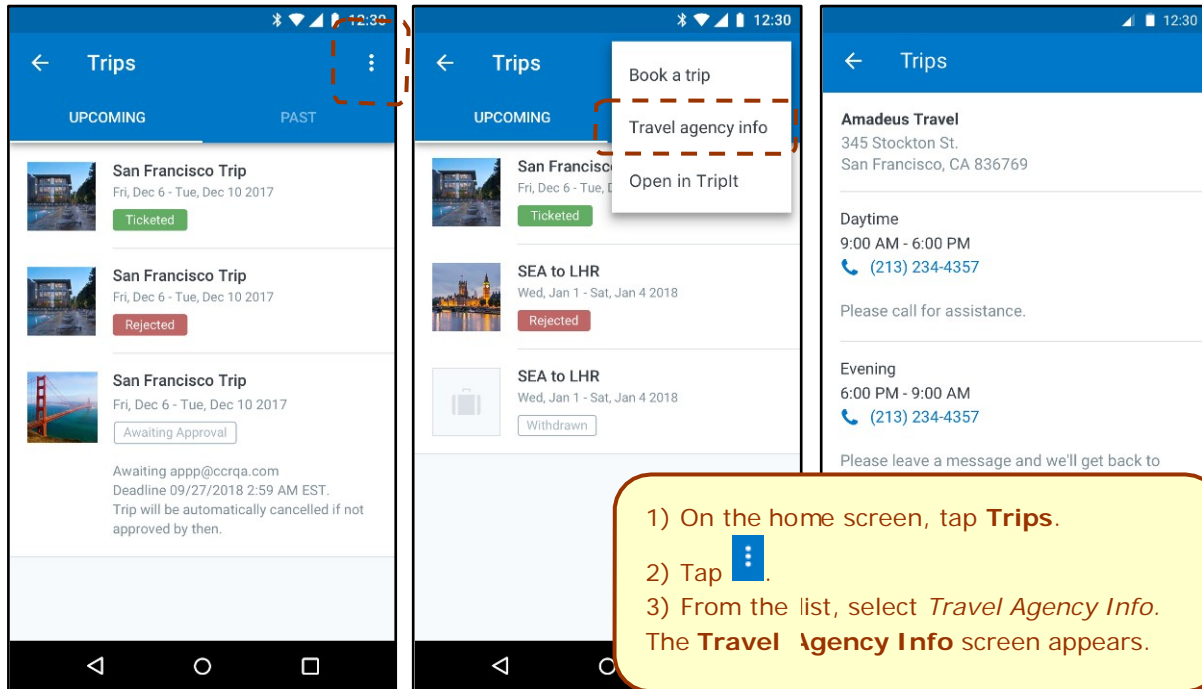 12:30
Trips
UPCOMING
PAST
San Francisco Trip
Fri, Dec 6 - Tue, Dec 10 2017
Ticketed
San Francisco Trip
Fri, Dec 6 - Tue, Dec 10 2017
Rejected
San Francisco Trip
Fri, Dec 6 - Tue, Dec 10 2017
Awaiting Approval
Awaiting appp@ccrqa.com
Deadline 09/27/2018 2:59 AM EST.
Trip will be automatically cancelled if not
approved by then.
12:30
Trips
Book a trip
UPCOMING
Travel agency info
San Francisc
Open in TripIt
Fri, Dec 6 - Tue, D
Ticketed
SEA to LHR
Wed, Jan 1 - Sat, Jan 4 2018
Rejected
SEA to LHR
Wed, Jan 1 - Sat, Jan 4 2018
Withdrawn
12:30
Trips
Amadeus Travel
345 Stockton St.
San Francisco, CA 836769
Daytime
9:00 AM - 6:00 PM
(213) 234-4357
Please call for assistance.
Evening
6:00 PM - 9:00 AM
(213) 234-4357
Please leave a message and we'll get back to
1) On the home screen, tap Trips.
2) Tap .
3) From the list, select Travel Agency Info.
The Travel Agency Info screen appears.